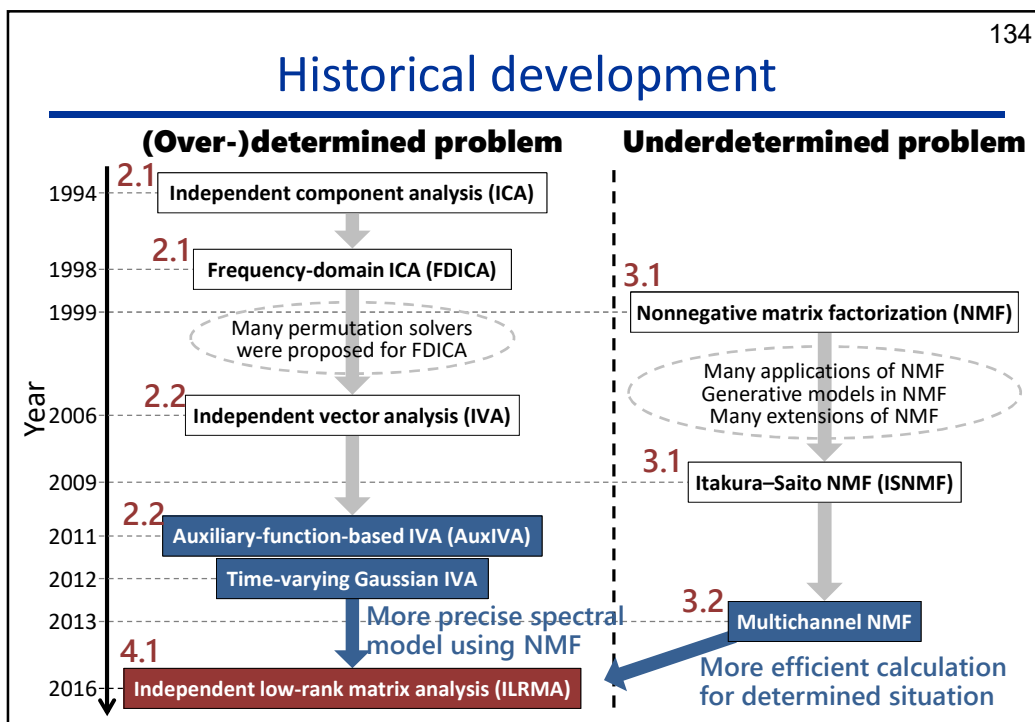 134
Historical development
(Over-)determined problem
Underdetermined problem
Year
1994
2.1
Independent component analysis (ICA)
1998
2.1
Frequency-domain ICA (FDICA)
1999
3.1
Nonnegative matrix factorization (NMF)
Many permutation solvers
were proposed for FDICA
Many applications of NMF
Generative models in NMF
Many extensions of NMF
2006
2.2
Independent vector analysis (IVA)
2009
3.1
Itakura–Saito NMF (ISNMF)
2011
2.2
Auxiliary-function-based IVA (AuxIVA)
2012
Time-varying Gaussian IVA
2013
3.2
Multichannel NMF
More precise spectral
model using NMF
More efficient calculation
for determined situation
2016
4.1
Independent low-rank matrix analysis (ILRMA)